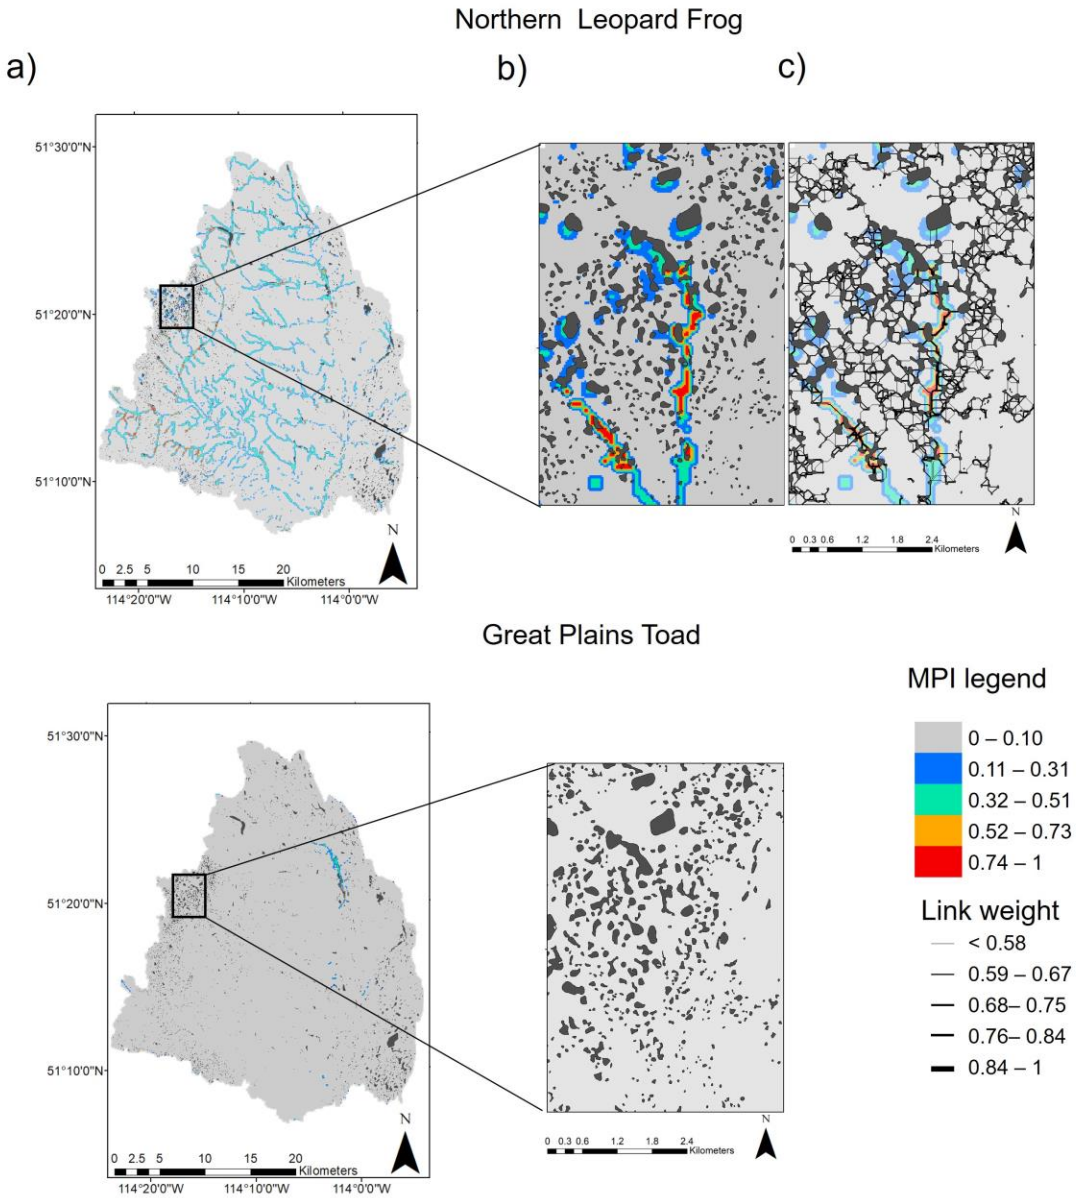 Northern Leopard Frog
a)
b)
c)
51°30'0"N
51°20'0"N
51°10'0"N
N
0 2.5 5 10 15 20
Kilometers
114°20'0"W 114°10'0"W 114°0'0"W
N
0 0.3 0.6 1.2 1.8 2.4
Kilometers
Great Plains Toad
51°30'0"N
51°20'0"N
51°10'0"N
N
0 2.5 5 10 15 20
Kilometers
114°20'0"W 114°10'0"W 114°0'0"W
N
0 0.3 0.6 1.2 1.8 2.4
Kilometers
MPI legend
0 – 0.10
0.11 – 0.31
0.32 – 0.51
0.52 – 0.73
0.74 – 1
Link weight
< 0.58
0.59 – 0.67
0.68– 0.75
0.76– 0.84
0.84 – 1